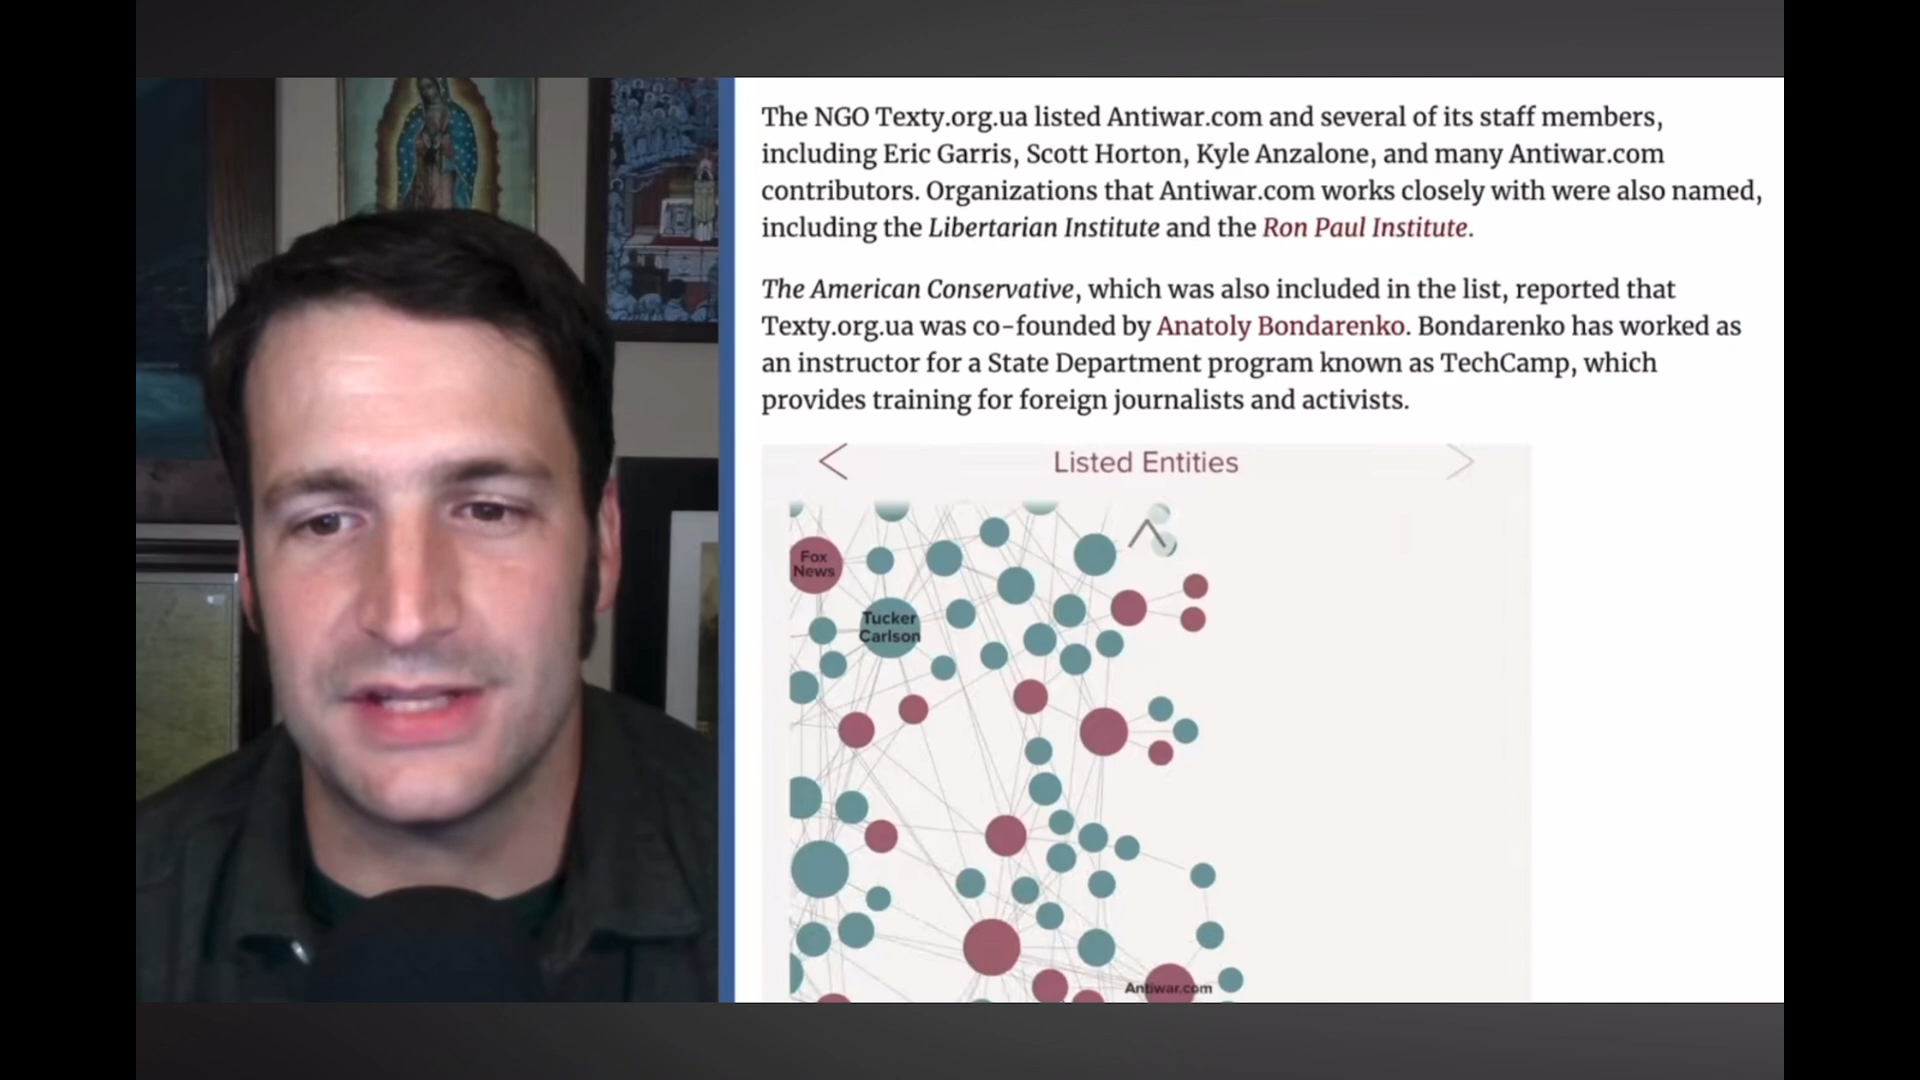 The NGO Texty.org.ua listed Antiwar.com and several of its staff members,
including Eric Garris, Scott Horton, Kyle Anzalone, and many Antiwar.com
contributors. Organizations that Antiwar.com works closely with were also named,
including the Libertarian Institute and the Ron Paul Institute.
The American Conservative, which was also included in the list, reported that
Texty.org.ua was co-founded by Anatoly Bondarenko. Bondarenko has worked as
an instructor for a State Department program known as TechCamp, which
provides training for foreign journalists and activists.
Listed Entities
Fox
News
Tucker
Carlson
Antiwar.com